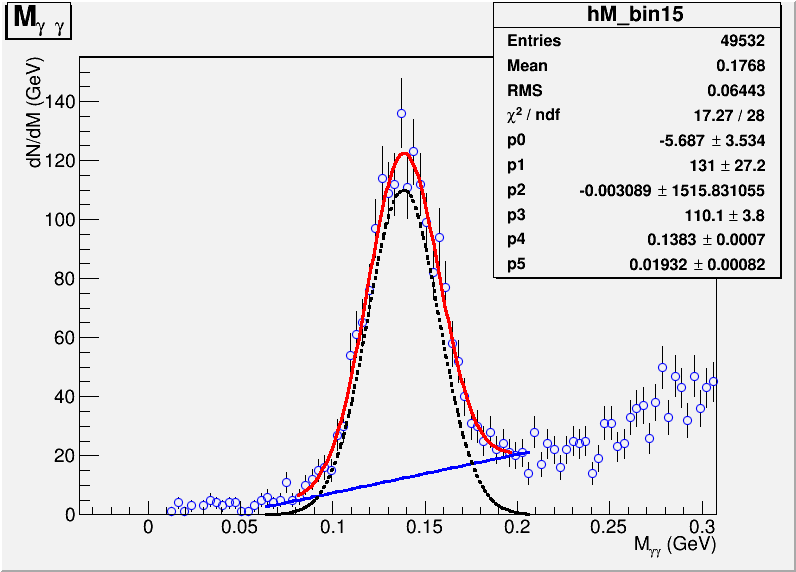 Mγ γ
hM_bin15
Entries 49532
Mean 0.1768
RMS 0.06443
χ² / ndf 17.27 / 28
p0 -5.687 ± 3.534
p1 131 ± 27.2
p2 -0.003089 ± 1515.831055
p3 110.1 ± 3.8
p4 0.1383 ± 0.0007
p5 0.01932 ± 0.00082
dN/dM (GeV)
140
120
100
80
60
40
20
0
0 0.05 0.1 0.15 0.2 0.25 0.3
Mγγ (GeV)